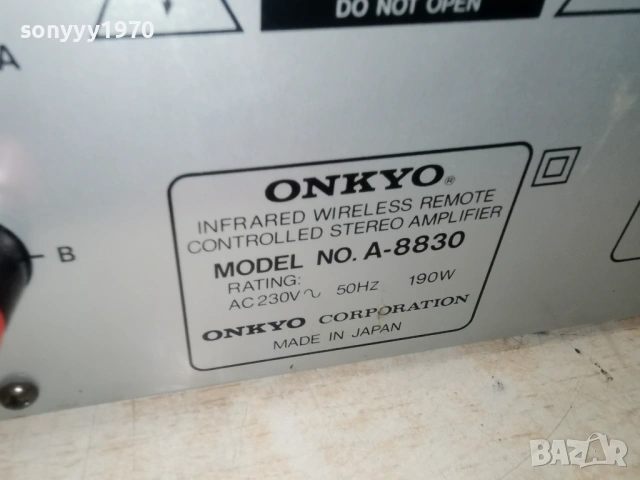 sonyyy1970
DO NOT OPEN
A
B
ONKYO®
INFRARED WIRELESS REMOTE
CONTROLLED STEREO AMPLIFIER
MODEL NO. A-8830
RATING:
AC 230V~ 50Hz 190W
ONKYO CORPORATION
MADE IN JAPAN
BAZAR
bg